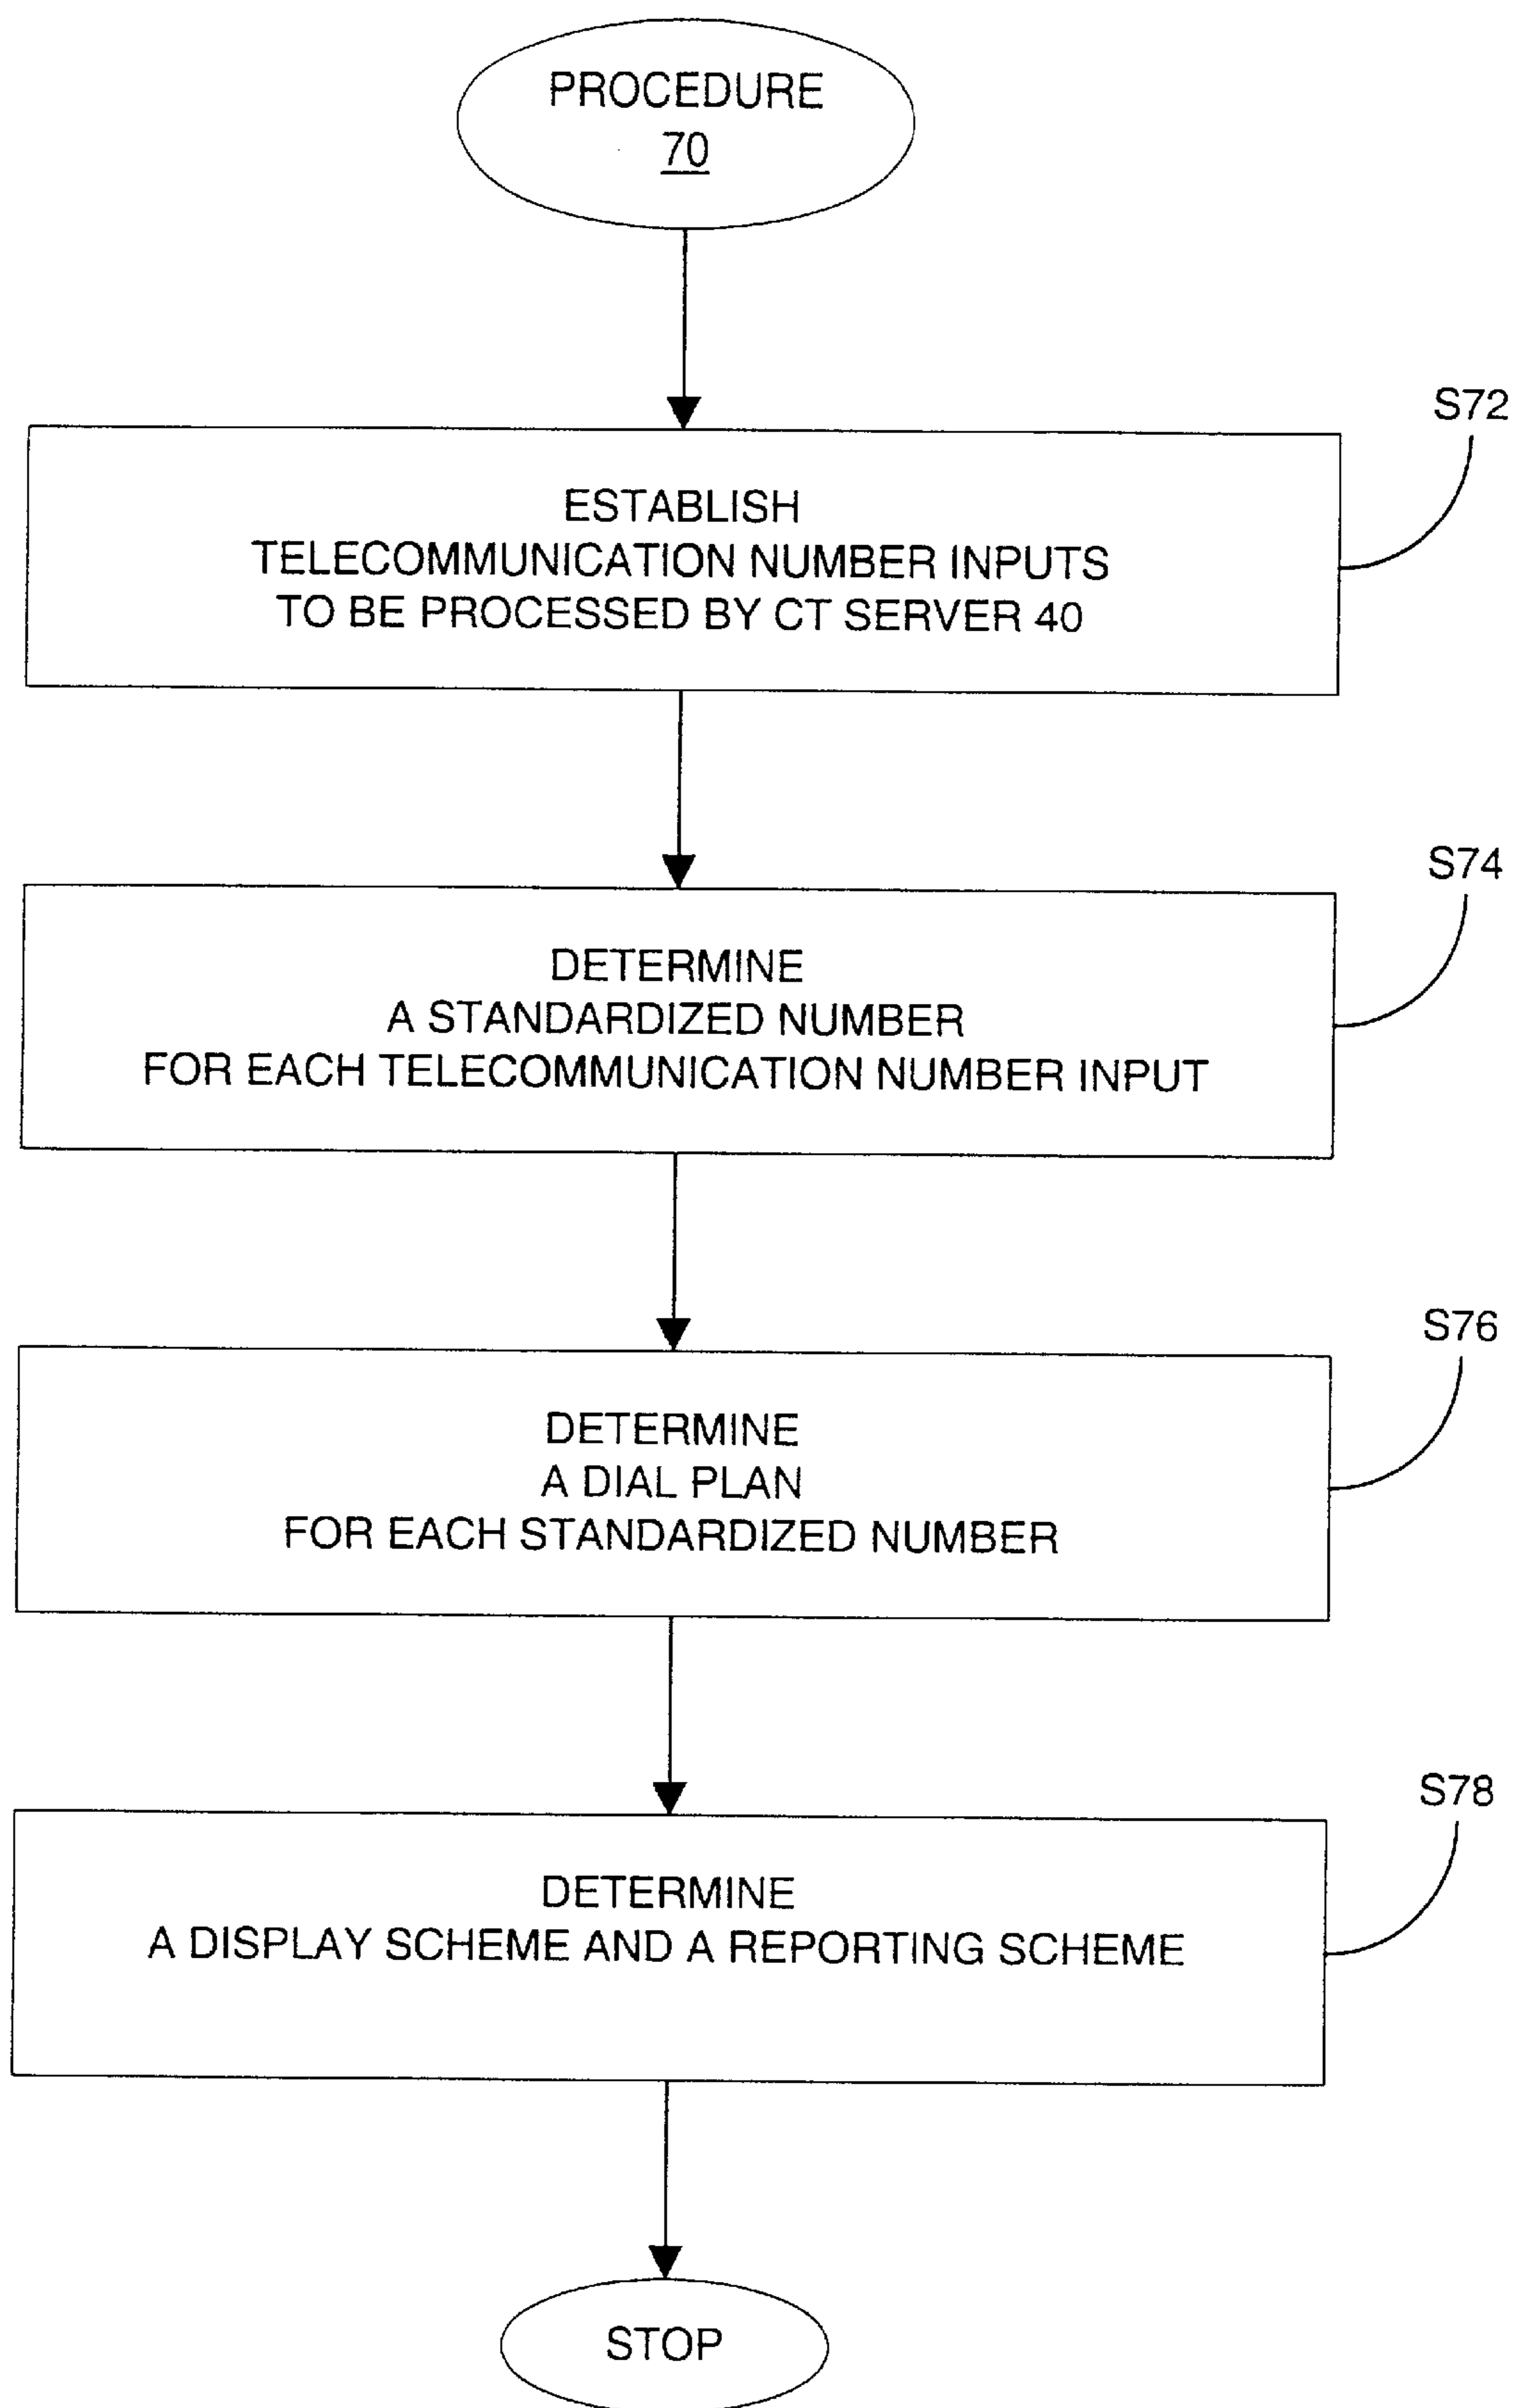 PROCEDURE
70
S72
ESTABLISH
TELECOMMUNICATION NUMBER INPUTS
TO BE PROCESSED BY CT SERVER 40
S74
DETERMINE
A STANDARDIZED NUMBER
FOR EACH TELECOMMUNICATION NUMBER INPUT
S76
DETERMINE
A DIAL PLAN
FOR EACH STANDARDIZED NUMBER
S78
DETERMINE
A DISPLAY SCHEME AND A REPORTING SCHEME
STOP